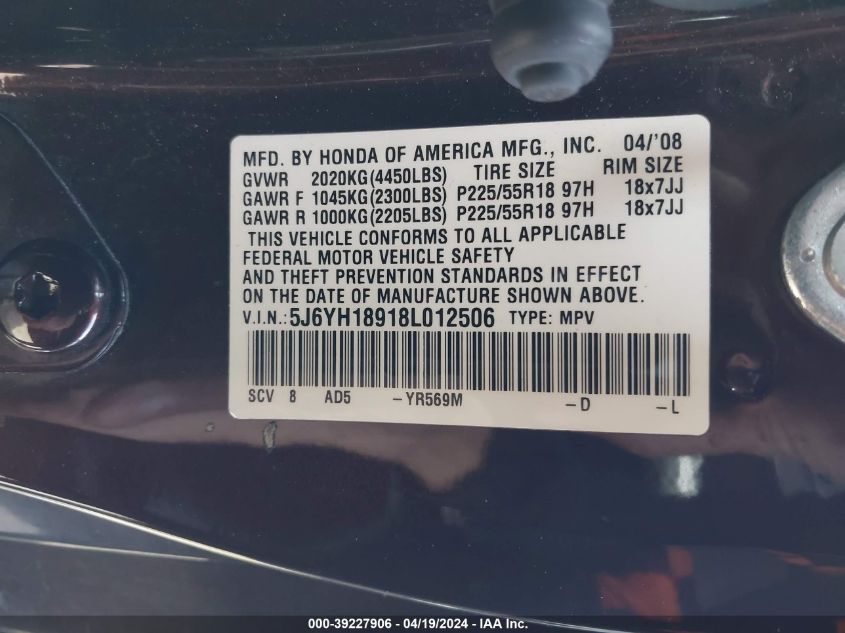 MFD. BY HONDA OF AMERICA MFG., INC. 04/'08
GVWR 2020KG(4450LBS) TIRE SIZE RIM SIZE
GAWR F 1045KG(2300LBS) P225/55R18 97H 18x7JJ
GAWR R 1000KG(2205LBS) P225/55R18 97H 18x7JJ
THIS VEHICLE CONFORMS TO ALL APPLICABLE
FEDERAL MOTOR VEHICLE SAFETY
AND THEFT PREVENTION STANDARDS IN EFFECT
ON THE DATE OF MANUFACTURE SHOWN ABOVE.
V.I.N.:5J6YH18918L012506 TYPE: MPV
SCV 8 AD5 -YR569M -D -L
000-39227906 - 04/19/2024 - IAA Inc.